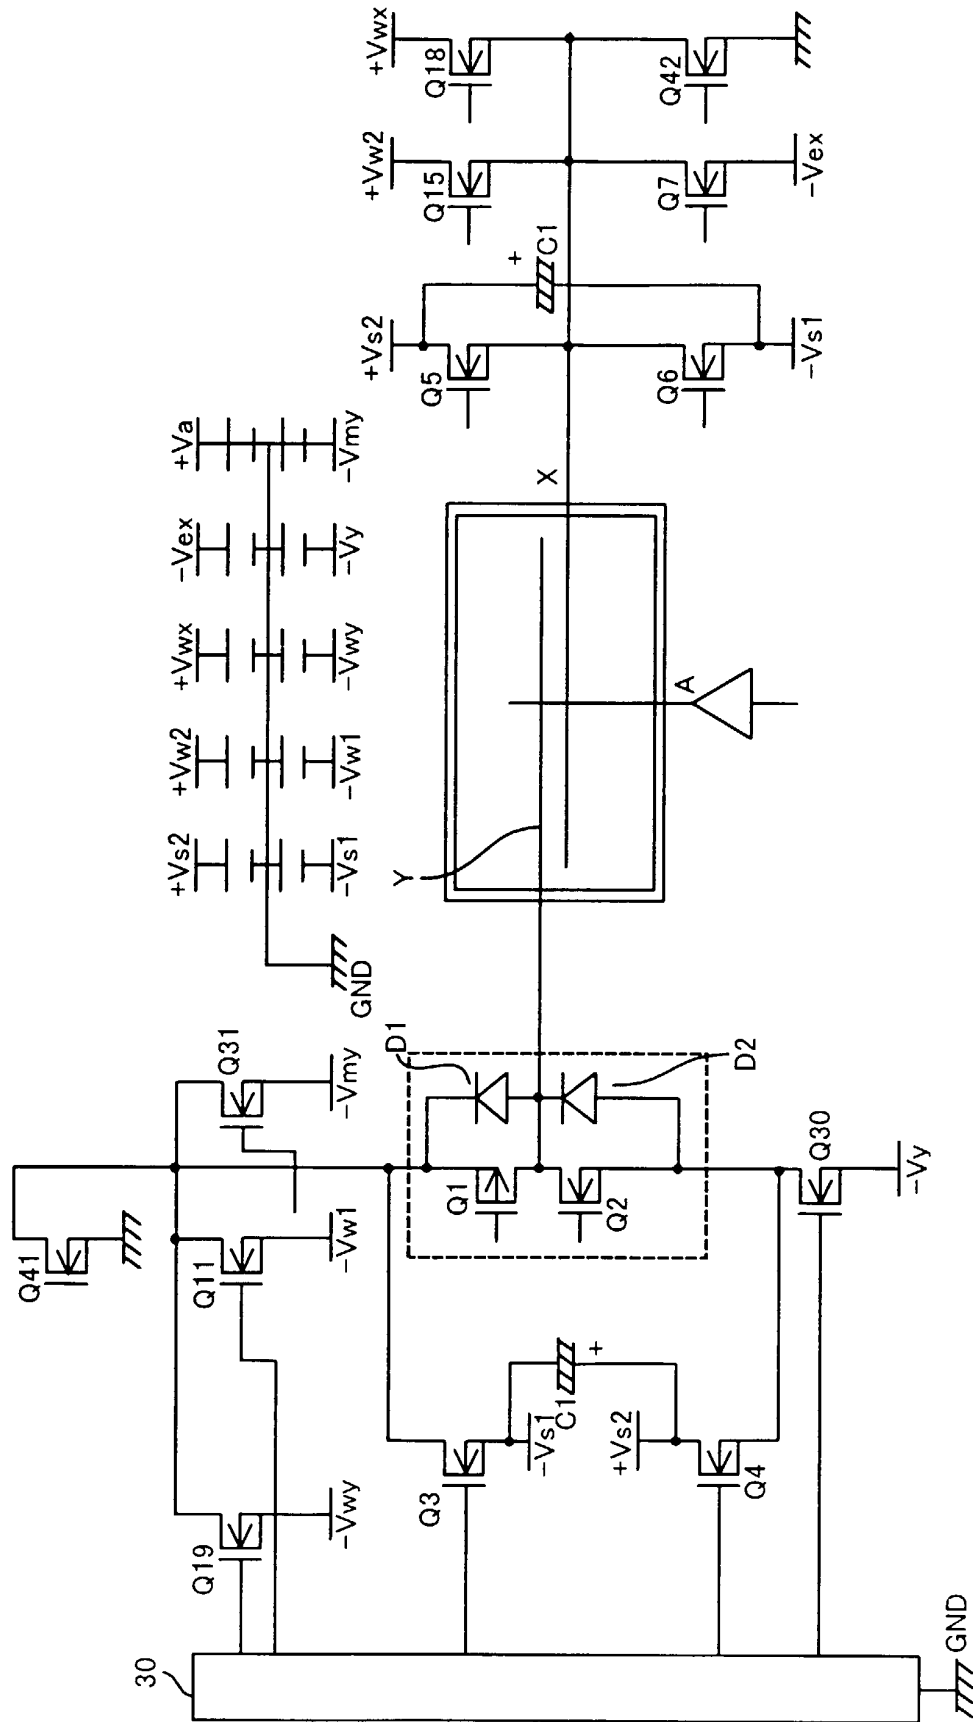 +Vwx
Q18
Q42
+Vw2
Q15
Q7
-Vex
+
C1
+Vs2
Q5
Q6
-Vs1
X
+Va
-Vmy
-Vex
-Vy
+Vwx
-Vwy
+Vw2
-Vw1
+Vs2
-Vs1
GND
A
Y
Q31
-Vmy
D1
D2
Q41
Q11
-Vw1
Q1
Q2
Q30
-Vy
Q19
-Vwy
Q3
-Vs1
C1
+
+Vs2
Q4
30
GND